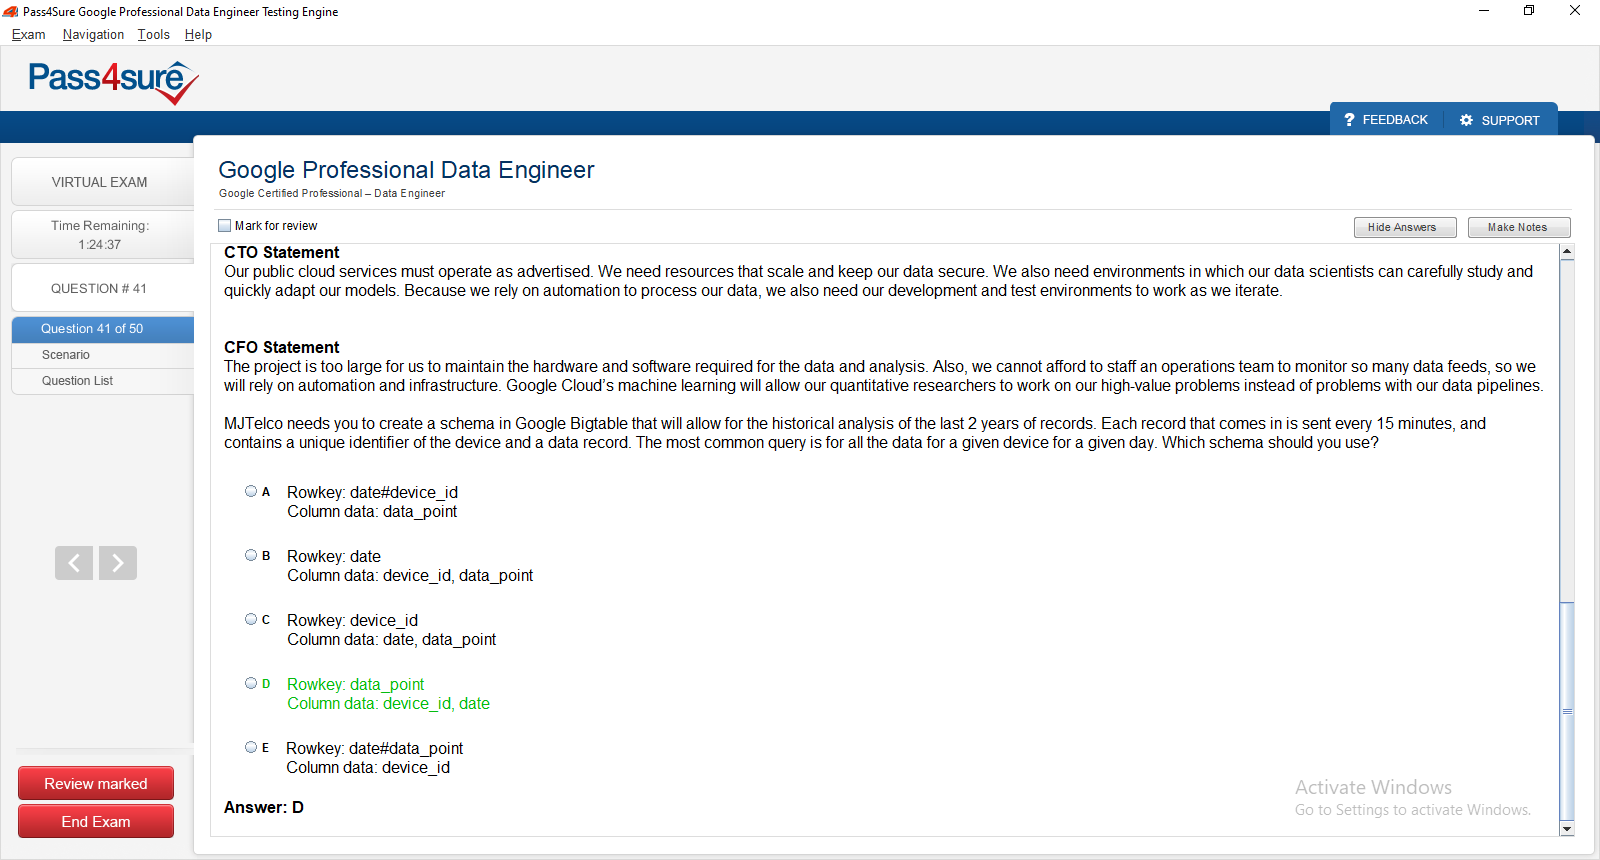 Pass4Sure Google Professional Data Engineer Testing Engine
Exam Navigation Tools Help
Pass4sure
? FEEDBACK SUPPORT
VIRTUAL EXAM
Time Remaining:
1:24:37
QUESTION # 41
Question 41 of 50
Scenario
Question List
Review marked
End Exam
Google Professional Data Engineer
Google Certified Professional – Data Engineer
Mark for review
Hide Answers Make Notes
CTO Statement
Our public cloud services must operate as advertised. We need resources that scale and keep our data secure. We also need environments in which our data scientists can carefully study and
quickly adapt our models. Because we rely on automation to process our data, we also need our development and test environments to work as we iterate.
CFO Statement
The project is too large for us to maintain the hardware and software required for the data and analysis. Also, we cannot afford to staff an operations team to monitor so many data feeds, so we
will rely on automation and infrastructure. Google Cloud’s machine learning will allow our quantitative researchers to work on our high-value problems instead of problems with our data pipelines.
MJTelco needs you to create a schema in Google Bigtable that will allow for the historical analysis of the last 2 years of records. Each record that comes in is sent every 15 minutes, and
contains a unique identifier of the device and a data record. The most common query is for all the data for a given device for a given day. Which schema should you use?
A Rowkey: date#device_id
Column data: data_point
B Rowkey: date
Column data: device_id, data_point
C Rowkey: device_id
Column data: date, data_point
D Rowkey: data_point
Column data: device_id, date
E Rowkey: date#data_point
Column data: device_id
Answer: D
Activate Windows
Go to Settings to activate Windows.